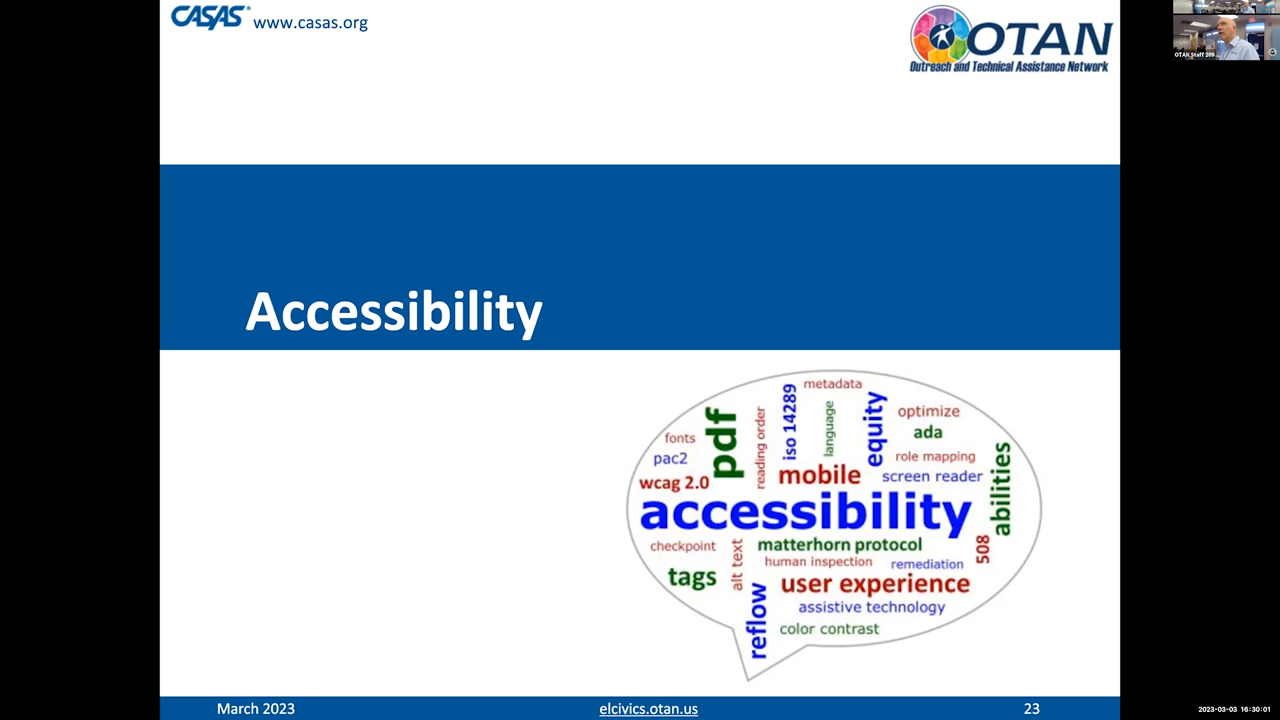 CASAS® www.casas.org
OTAN
Outreach and Technical Assistance Network
OTAN Staff 209
Accessibility
metadata
iso 14289
language
equity
optimize
fonts
pdf
reading order
ada
pac2
role mapping
wcag 2.0
mobile
screen reader
abilities
accessibility
checkpoint
alt text
matterhorn protocol
508
human inspection
remediation
tags
user experience
reflow
assistive technology
color contrast
March 2023
elcivics.otan.us
23
2023-03-03 16:30:01